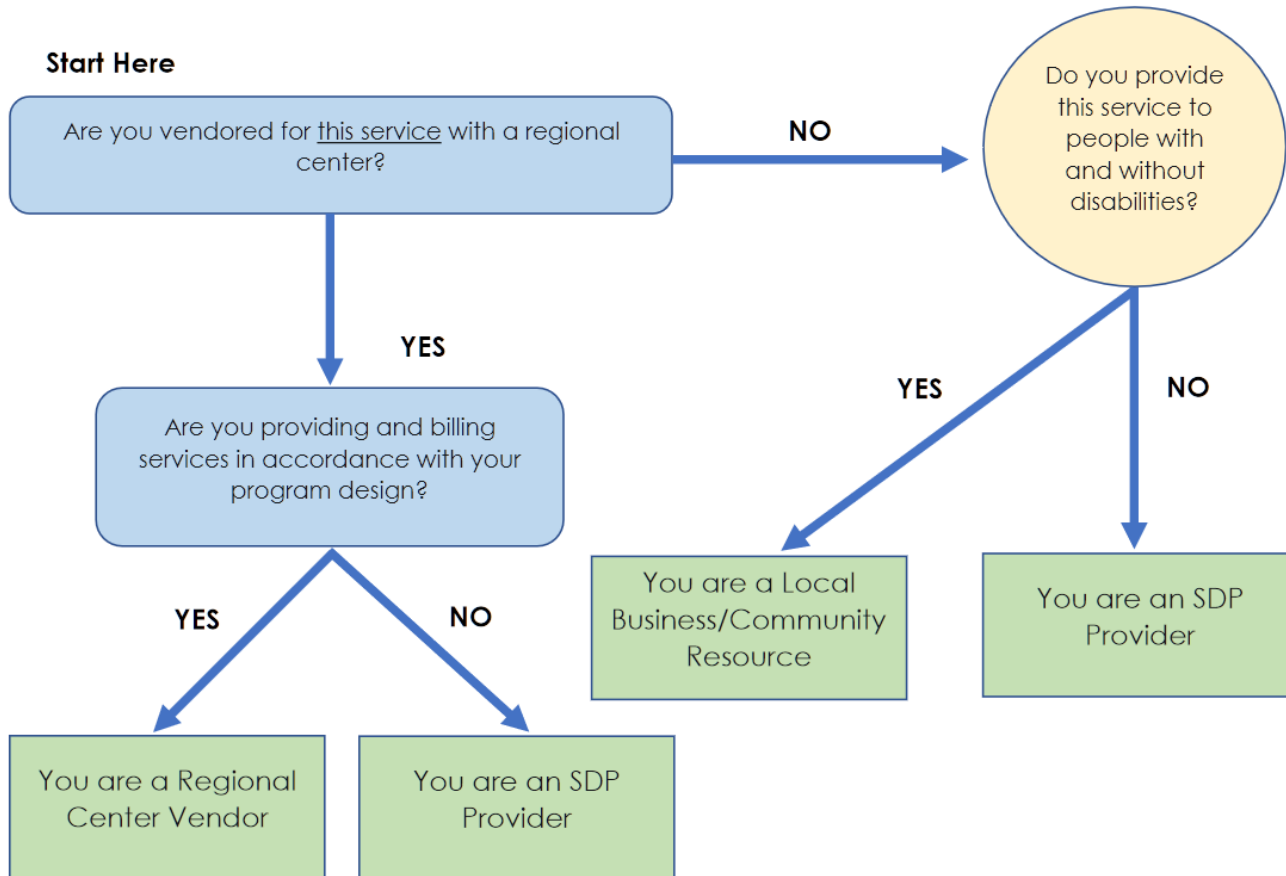 Start Here
Are you vendored for this service with a regional
center?
NO
Do you provide
this service to
people with
and without
disabilities?
YES
Are you providing and billing
services in accordance with your
program design?
YES
NO
You are a Regional
Center Vendor
You are an SDP
Provider
YES
NO
You are a Local
Business/Community
Resource
You are an SDP
Provider